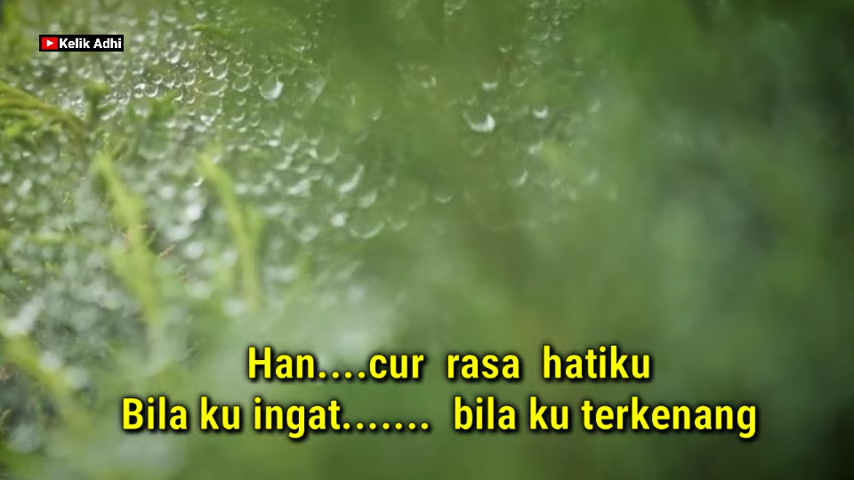 Kelik Adhi
Han....cur rasa hatiku
Bila ku ingat....... bila ku terkenang